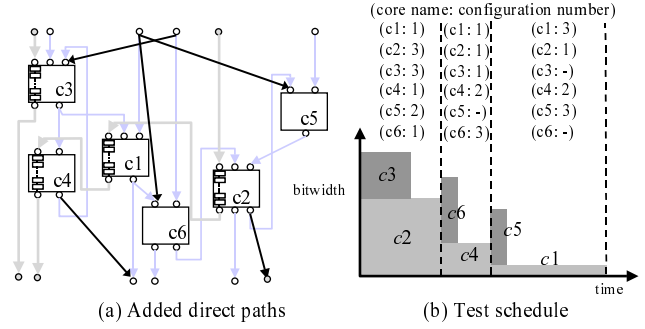 (core name: configuration number)
(c1: 1) (c1: 1) (c1: 3)
(c2: 3) (c2: 1) (c2: 1)
(c3: 3) (c3: 1) (c3: -)
(c4: 1) (c4: 2) (c4: 2)
(c5: 2) (c5: -) (c5: 3)
(c6: 1) (c6: 3) (c6: -)
c3
c5
c1
c4
c2
c6
bitwidth
c3
c6
c5
c2
c4
c1
time
(a) Added direct paths
(b) Test schedule